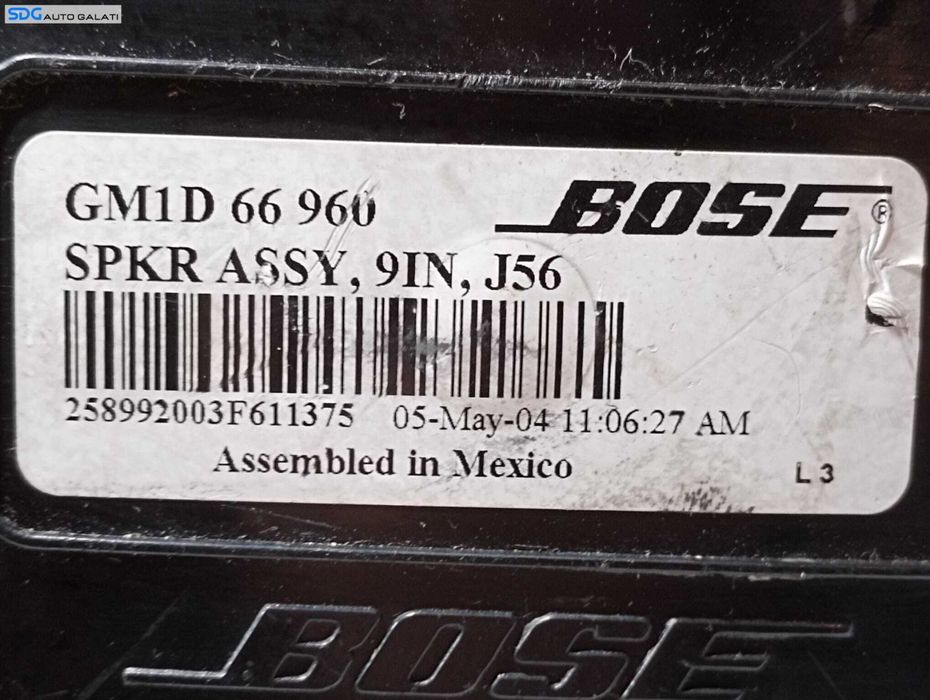 SDG AUTO GALATI
GM1D 66 960
BOSE®
SPKR ASSY, 9IN, J56
258992003F611375 05-May-04 11:06:27 AM
Assembled in Mexico
L 3
BOSE